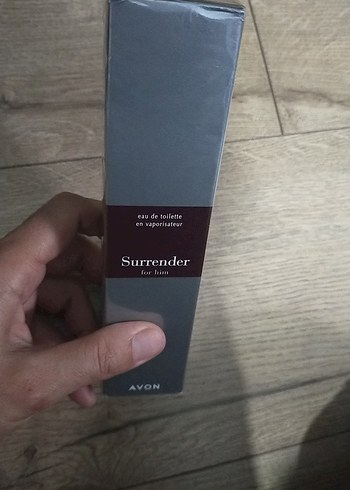 eau de toilette
en vaporisateur
Surrender
for him
AVON